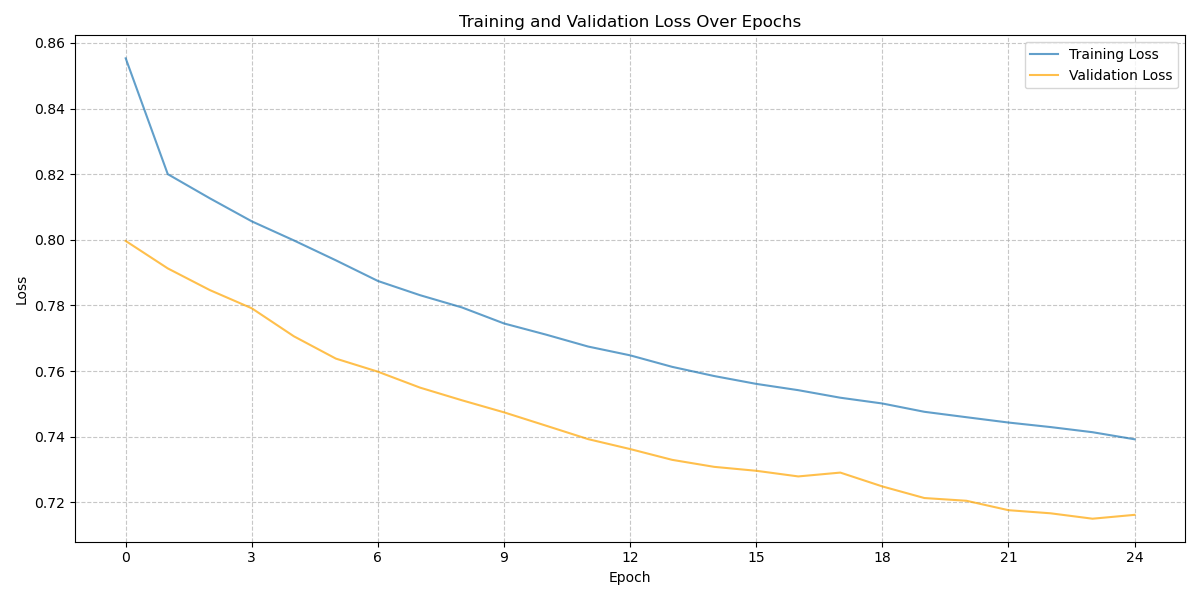 Training and Validation Loss Over Epochs
Training Loss
Validation Loss
0.86
0.84
0.82
0.80
0.78
0.76
0.74
0.72
Loss
0 3 6 9 12 15 18 21 24
Epoch